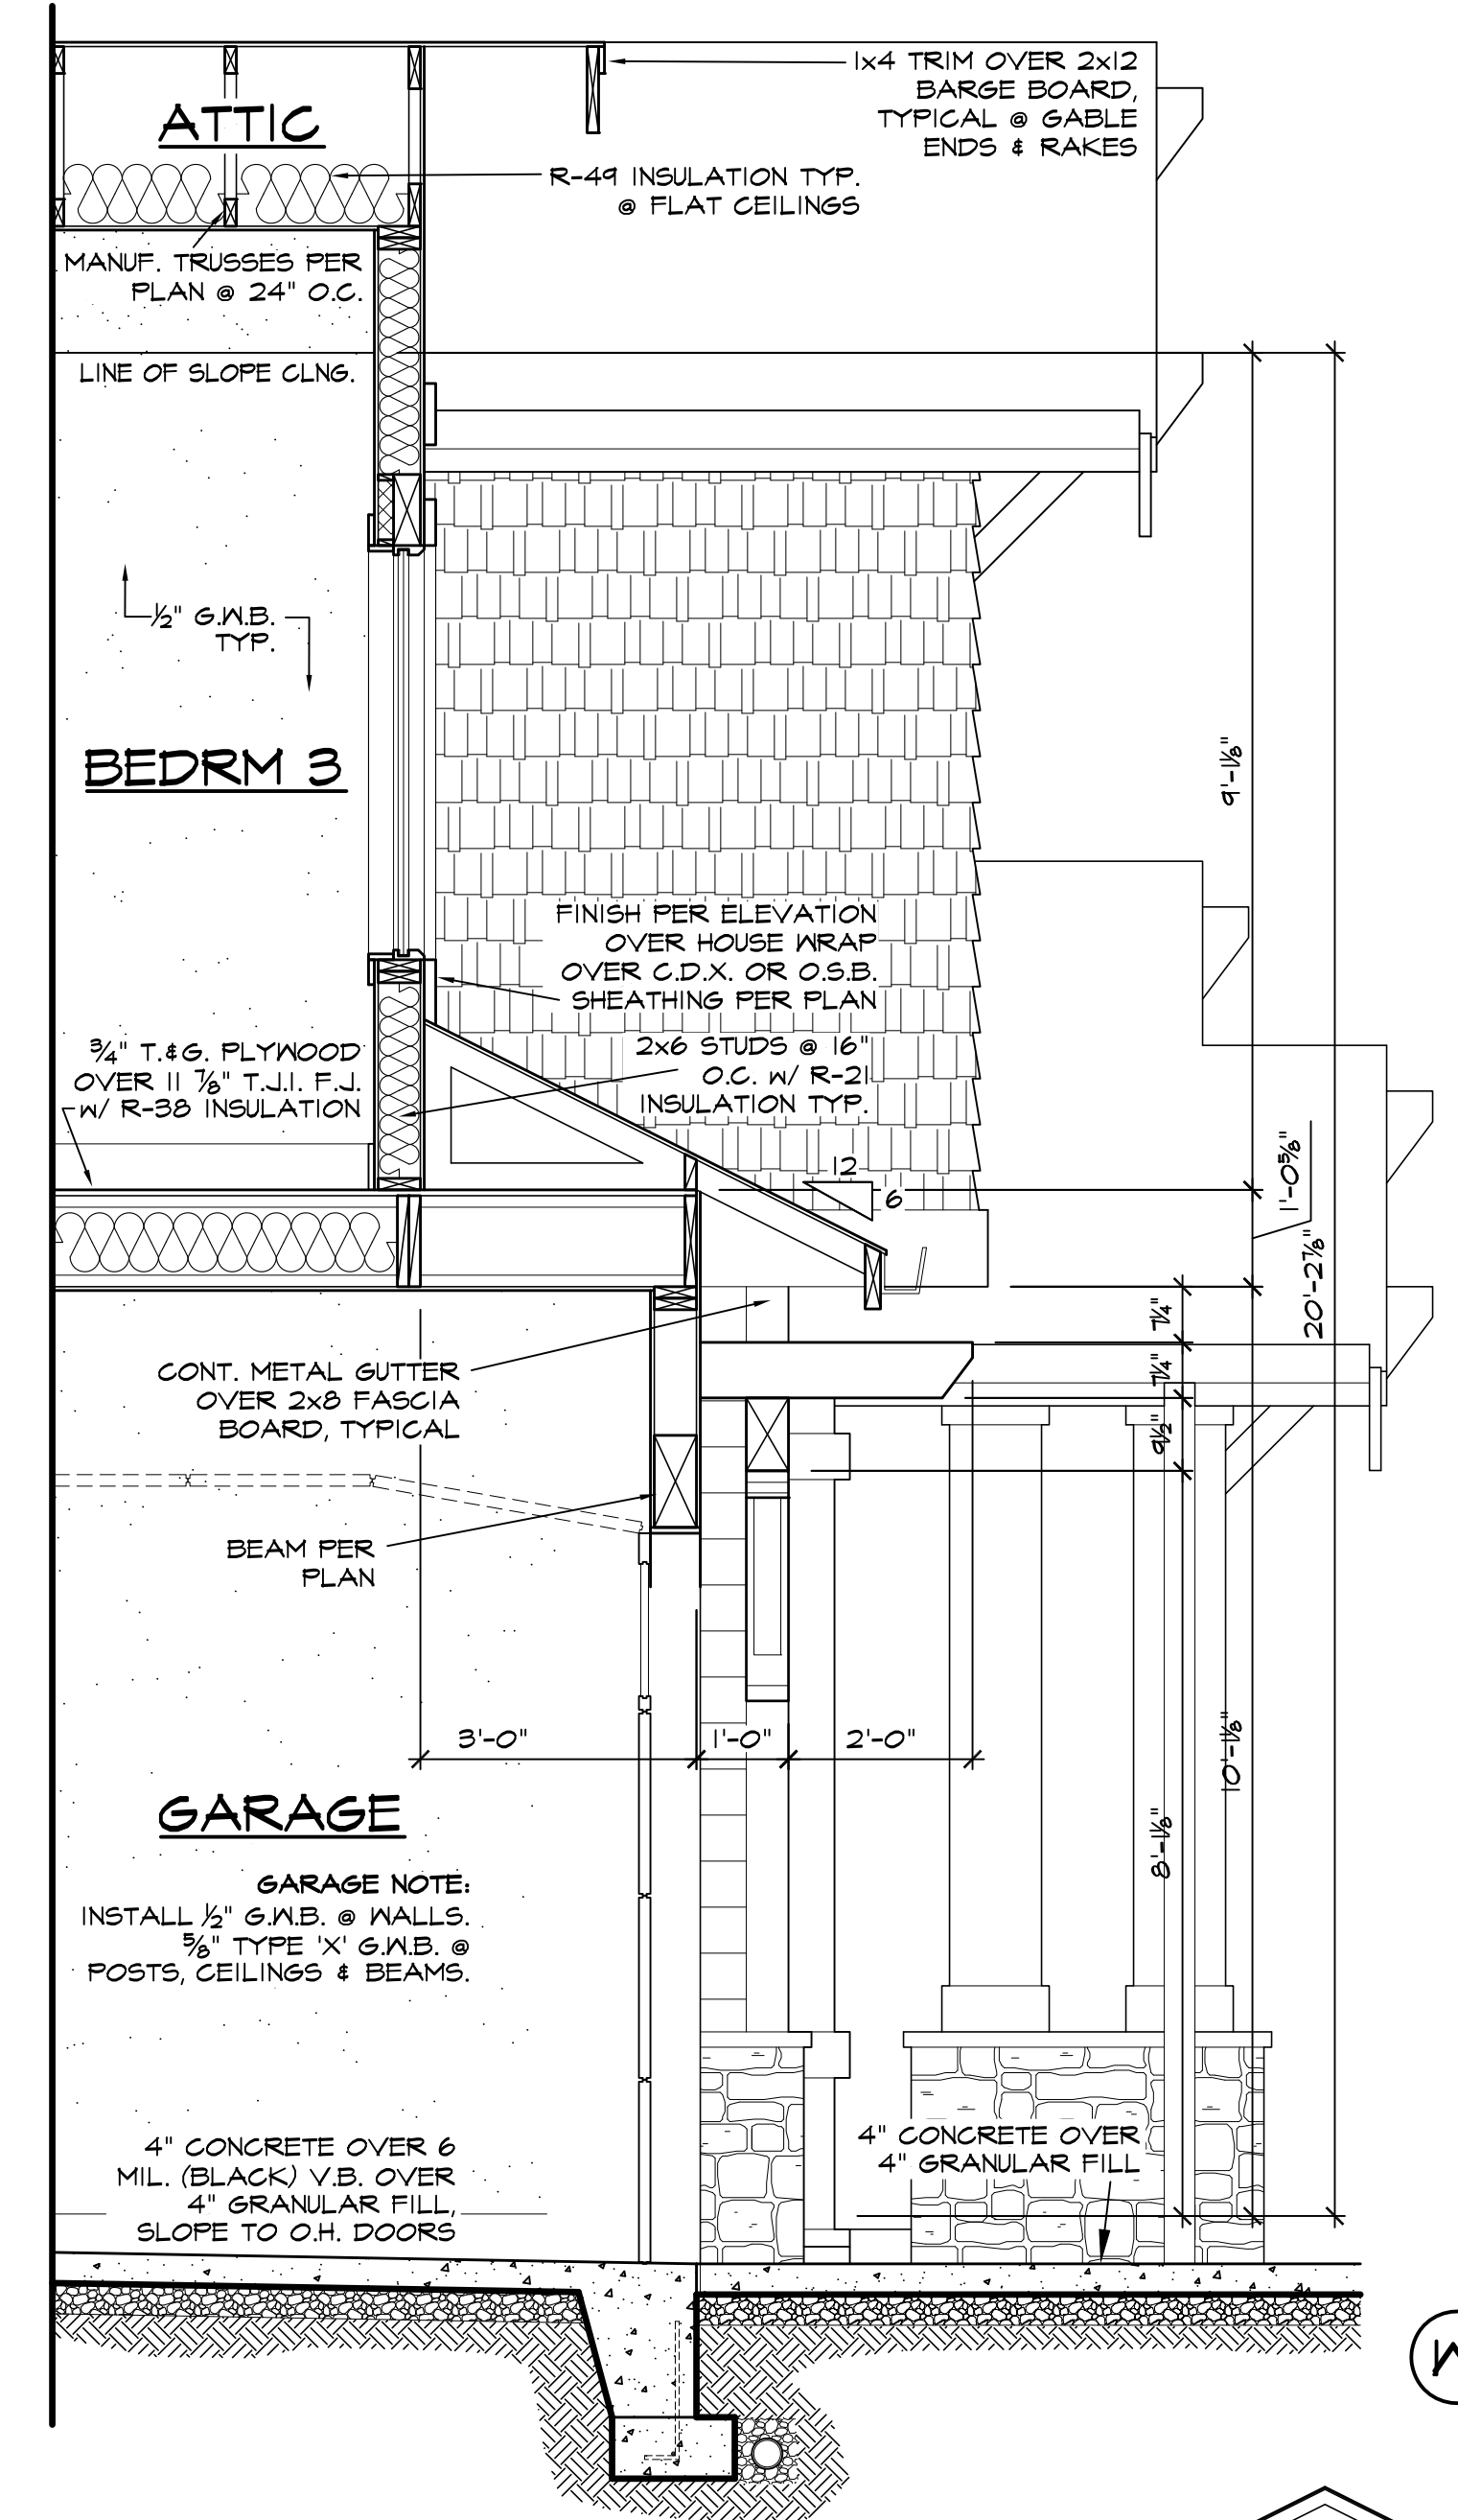 1x4 TRIM OVER 2x12
BARGE BOARD,
TYPICAL @ GABLE
ENDS & RAKES
ATTIC
R-49 INSULATION TYP.
@ FLAT CEILINGS
MANUF. TRUSSES PER
PLAN @ 24" O.C.
LINE OF SLOPE CLNG.
½" G.W.B.
TYP.
BEDRM 3
9'-1⅛"
FINISH PER ELEVATION
OVER HOUSE WRAP
OVER C.D.X. OR O.S.B.
SHEATHING PER PLAN
2x6 STUDS @ 16"
O.C. W/ R-21
INSULATION TYP.
¾" T.&G. PLYWOOD
OVER 11 ⅞" T.J.I. F.J.
W/ R-38 INSULATION
12
6
1'-0⅝"
20'-2⅞"
7¼"
7¼"
9½"
CONT. METAL GUTTER
OVER 2x8 FASCIA
BOARD, TYPICAL
BEAM PER
PLAN
3'-0"
1'-0"
2'-0"
10'-1⅛"
8'-1⅛"
GARAGE
GARAGE NOTE:
INSTALL ½" G.W.B. @ WALLS.
⅝" TYPE 'X' G.W.B. @
POSTS, CEILINGS & BEAMS.
4" CONCRETE OVER 6
MIL. (BLACK) V.B. OVER
4" GRANULAR FILL,
SLOPE TO O.H. DOORS
4" CONCRETE OVER
4" GRANULAR FILL